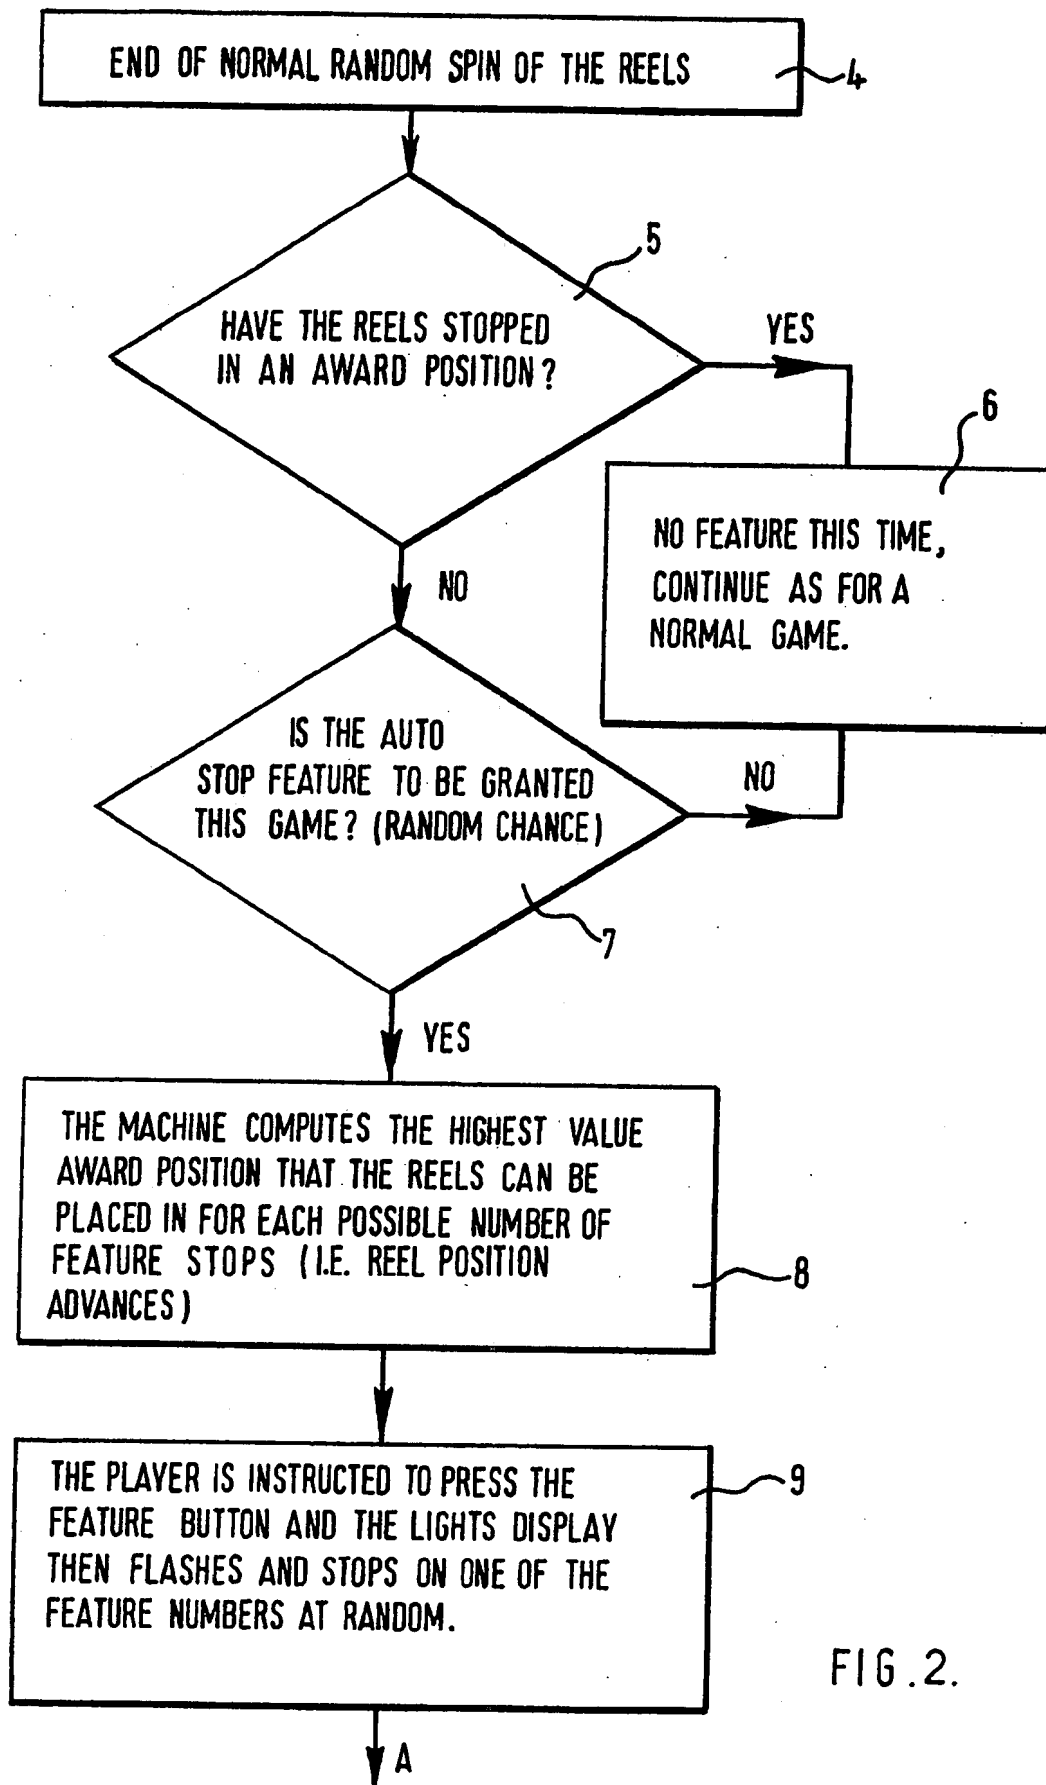 END OF NORMAL RANDOM SPIN OF THE REELS
4
5
HAVE THE REELS STOPPED
IN AN AWARD POSITION?
YES
6
NO FEATURE THIS TIME,
CONTINUE AS FOR A
NORMAL GAME.
NO
IS THE AUTO
STOP FEATURE TO BE GRANTED
THIS GAME? (RANDOM CHANCE)
NO
7
YES
THE MACHINE COMPUTES THE HIGHEST VALUE
AWARD POSITION THAT THE REELS CAN BE
PLACED IN FOR EACH POSSIBLE NUMBER OF
FEATURE STOPS (I.E. REEL POSITION
ADVANCES)
8
THE PLAYER IS INSTRUCTED TO PRESS THE
FEATURE BUTTON AND THE LIGHTS DISPLAY
THEN FLASHES AND STOPS ON ONE OF THE
FEATURE NUMBERS AT RANDOM.
9
FIG.2.
A